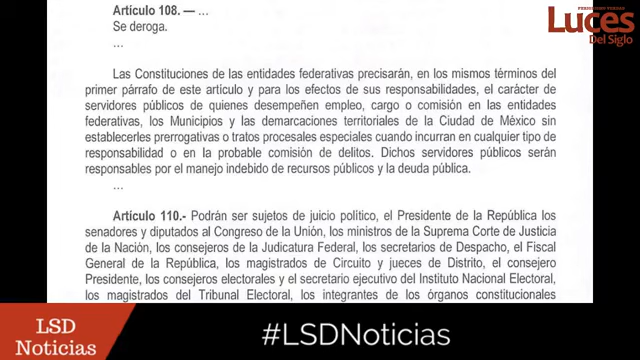 Artículo 108. — ...
PERIODISMO VERDAD
Luces
Del Siglo
Se deroga.
...
Las Constituciones de las entidades federativas precisarán, en los mismos términos del
primer párrafo de este artículo y para los efectos de sus responsabilidades, el carácter de
servidores públicos de quienes desempeñen empleo, cargo o comisión en las entidades
federativas, los Municipios y las demarcaciones territoriales de la Ciudad de México sin
establecerles prerrogativas o tratos procesales especiales cuando incurran en cualquier tipo de
responsabilidad o en la probable comisión de delitos. Dichos servidores públicos serán
responsables por el manejo indebido de recursos públicos y la deuda pública.
...
Artículo 110.- Podrán ser sujetos de juicio político, el Presidente de la República los
senadores y diputados al Congreso de la Unión, los ministros de la Suprema Corte de Justicia
de la Nación, los consejeros de la Judicatura Federal, los secretarios de Despacho, el Fiscal
General de la República, los magistrados de Circuito y jueces de Distrito, el consejero
Presidente, los consejeros electorales y el secretario ejecutivo del Instituto Nacional Electoral,
los magistrados del Tribunal Electoral, los integrantes de los órganos constitucionales
LSD
Noticias
#LSDNoticias